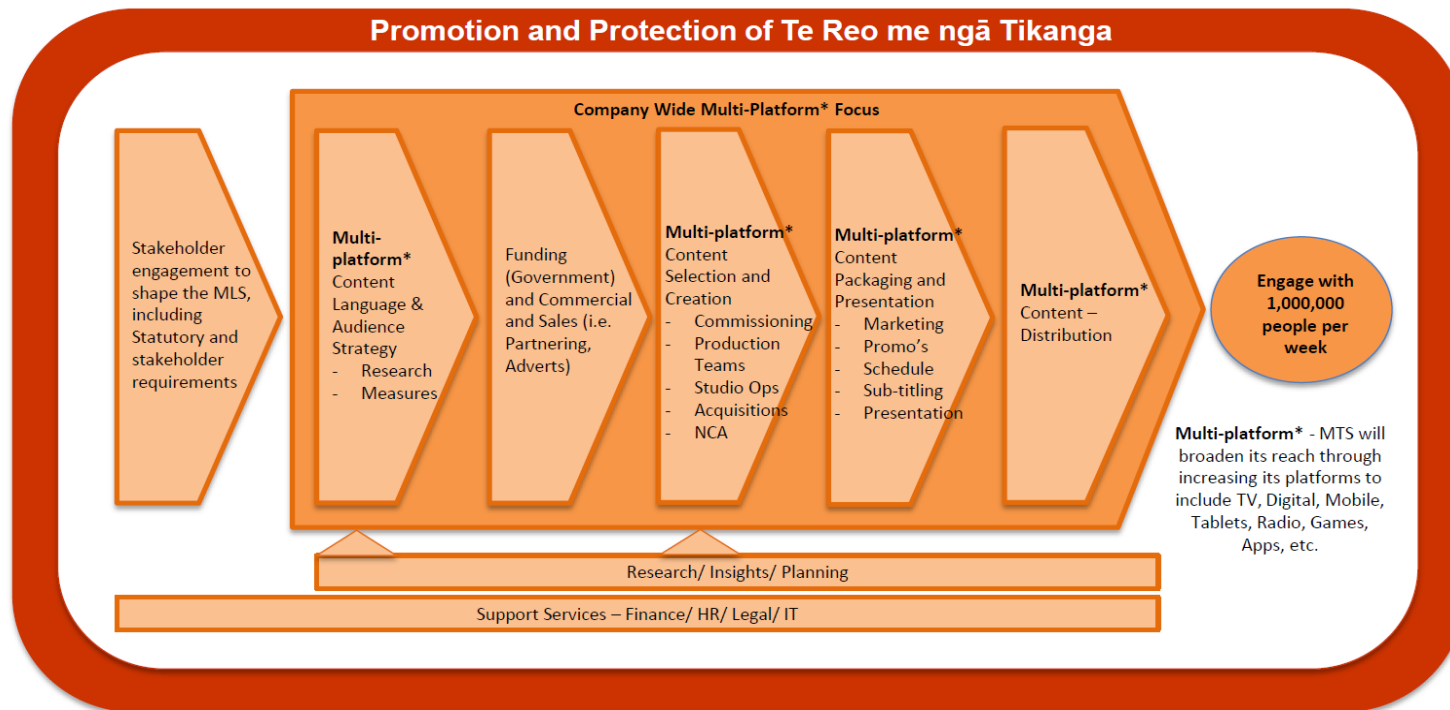 Promotion and Protection of Te Reo me ngā Tikanga
Company Wide Multi-Platform* Focus
Stakeholder
engagement to
shape the MLS,
including
Statutory and
stakeholder
requirements
Multi-
platform*
Content
Language &
Audience
Strategy
- Research
- Measures
Funding
(Government)
and Commercial
and Sales (i.e.
Partnering,
Adverts)
Multi-platform*
Content
Selection and
Creation
- Commissioning
- Production
Teams
- Studio Ops
- Acquisitions
- NCA
Multi-platform*
Content
Packaging and
Presentation
- Marketing
- Promo's
- Schedule
- Sub-titling
- Presentation
Multi-platform*
Content –
Distribution
Engage with
1,000,000
people per
week
Multi-platform* - MTS will
broaden its reach through
increasing its platforms to
include TV, Digital, Mobile,
Tablets, Radio, Games,
Apps, etc.
Research/ Insights/ Planning
Support Services – Finance/ HR/ Legal/ IT